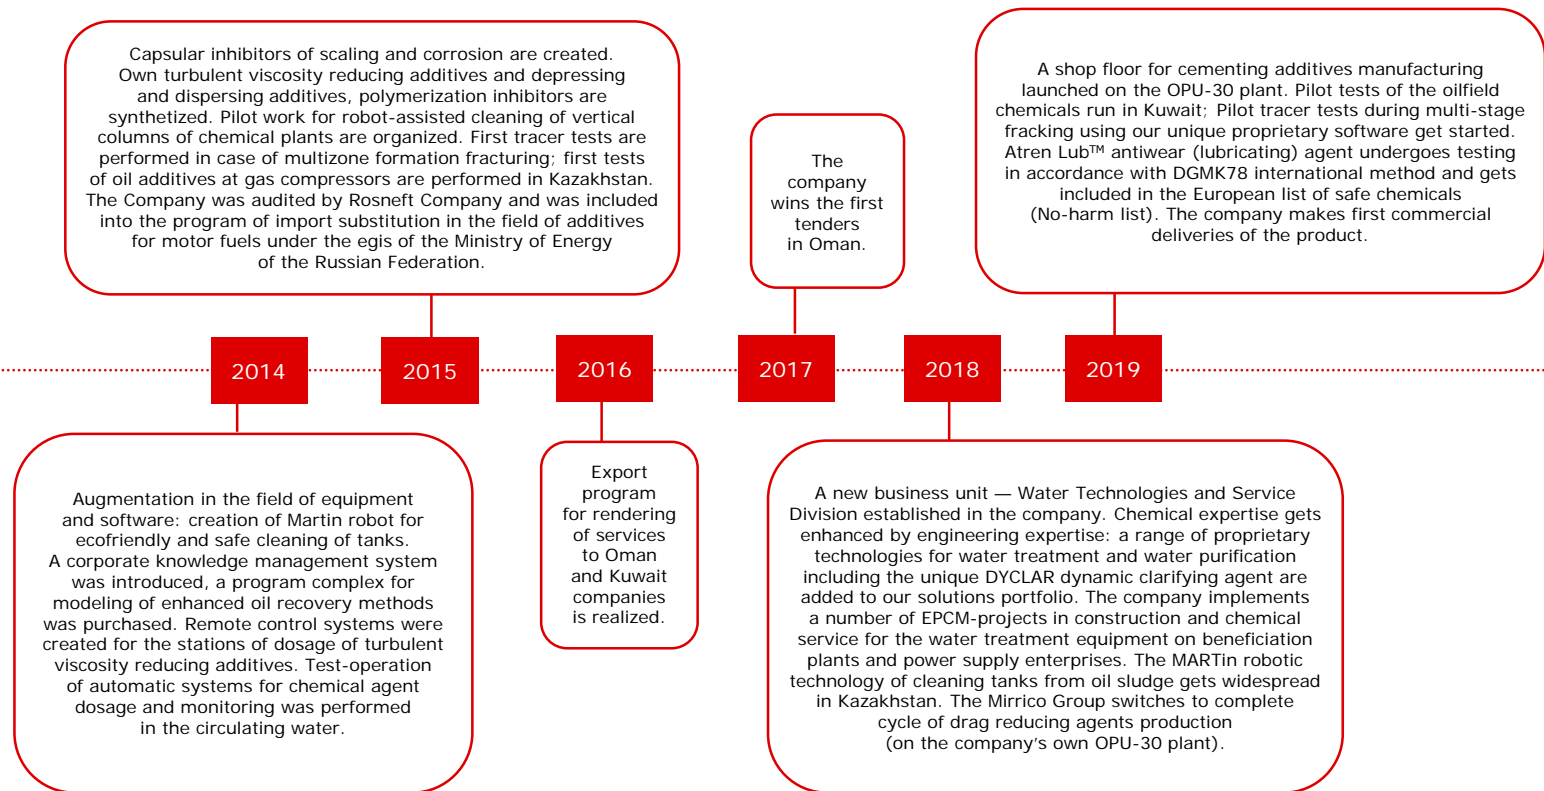 Capsular inhibitors of scaling and corrosion are created.
Own turbulent viscosity reducing additives and depressing
and dispersing additives, polymerization inhibitors are
synthetized. Pilot work for robot-assisted cleaning of vertical
columns of chemical plants are organized. First tracer tests are
performed in case of multizone formation fracturing; first tests
of oil additives at gas compressors are performed in Kazakhstan.
The Company was audited by Rosneft Company and was included
into the program of import substitution in the field of additives
for motor fuels under the egis of the Ministry of Energy
of the Russian Federation.
The
company
wins the first
tenders
in Oman.
A shop floor for cementing additives manufacturing
launched on the OPU-30 plant. Pilot tests of the oilfield
chemicals run in Kuwait; Pilot tracer tests during multi-stage
fracking using our unique proprietary software get started.
Atren Lub™ antiwear (lubricating) agent undergoes testing
in accordance with DGMK78 international method and gets
included in the European list of safe chemicals
(No-harm list). The company makes first commercial
deliveries of the product.
2014
2015
2016
2017
2018
2019
Augmentation in the field of equipment
and software: creation of Martin robot for
ecofriendly and safe cleaning of tanks.
A corporate knowledge management system
was introduced, a program complex for
modeling of enhanced oil recovery methods
was purchased. Remote control systems were
created for the stations of dosage of turbulent
viscosity reducing additives. Test-operation
of automatic systems for chemical agent
dosage and monitoring was performed
in the circulating water.
Export
program
for rendering
of services
to Oman
and Kuwait
companies
is realized.
A new business unit — Water Technologies and Service
Division established in the company. Chemical expertise gets
enhanced by engineering expertise: a range of proprietary
technologies for water treatment and water purification
including the unique DYCLAR dynamic clarifying agent are
added to our solutions portfolio. The company implements
a number of EPCM-projects in construction and chemical
service for the water treatment equipment on beneficiation
plants and power supply enterprises. The MARTin robotic
technology of cleaning tanks from oil sludge gets widespread
in Kazakhstan. The Mirrico Group switches to complete
cycle of drag reducing agents production
(on the company's own OPU-30 plant).